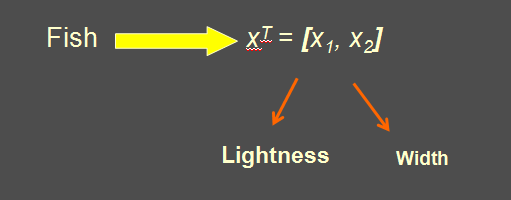 Fish xᵀ = [x₁, x₂]
Lightness Width